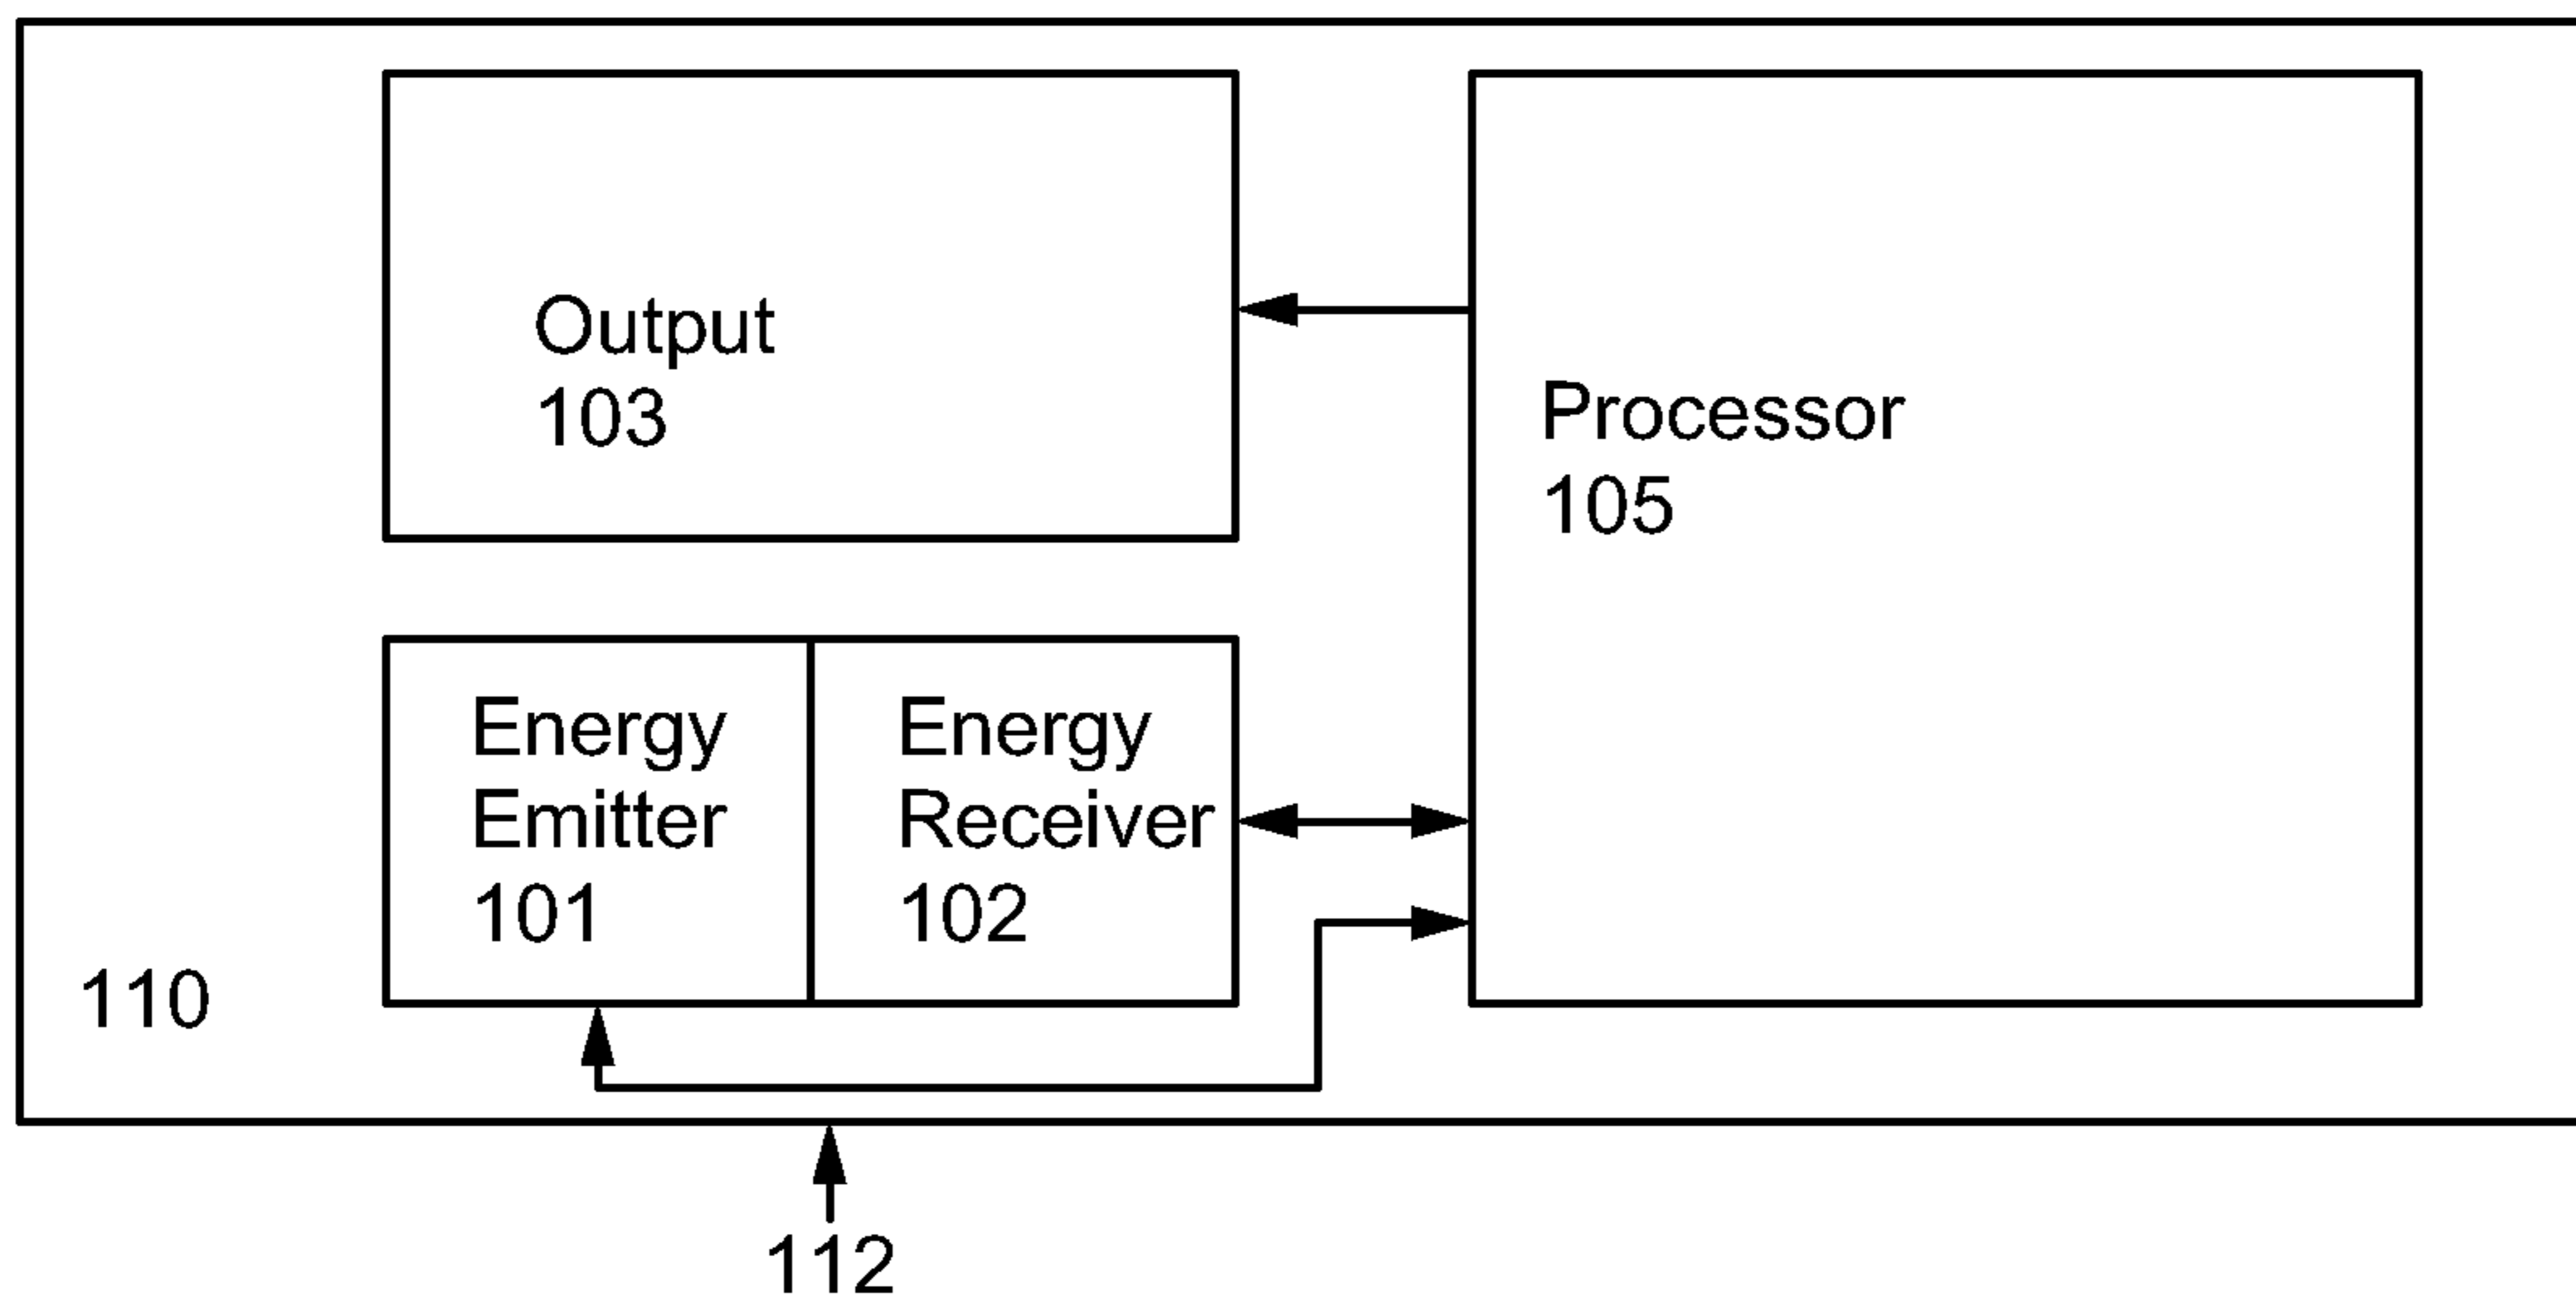 Output
103
Processor
105
Energy
Emitter
101
Energy
Receiver
102
110
112